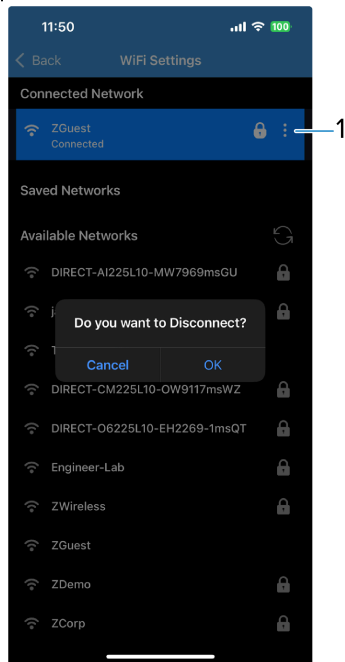 11:50
100
Back
WiFi Settings
Connected Network
ZGuest
Connected
1
Saved Networks
Available Networks
DIRECT-AI225L10-MW7969msGU
Do you want to Disconnect?
Cancel
OK
DIRECT-CM225L10-OW9117msWZ
DIRECT-O6225L10-EH2269-1msQT
Engineer-Lab
ZWireless
ZGuest
ZDemo
ZCorp